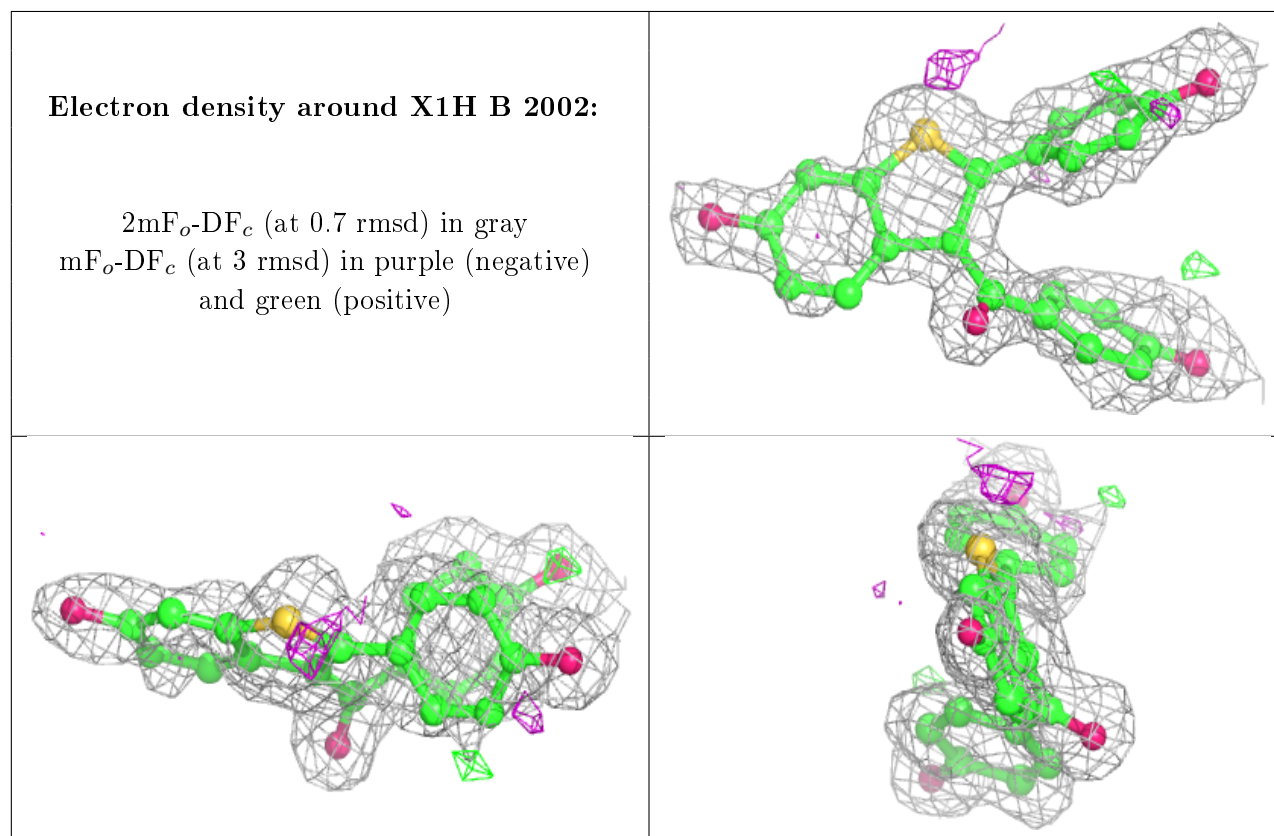 Electron density around X1H B 2002:
2mFₒ-DF𝒸 (at 0.7 rmsd) in gray
mFₒ-DF𝒸 (at 3 rmsd) in purple (negative)
and green (positive)